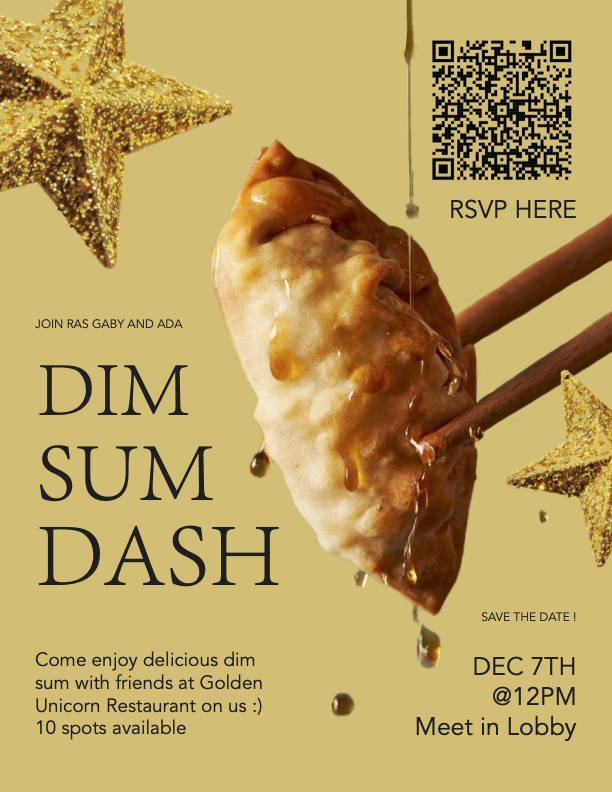 RSVP HERE
JOIN RAS GABY AND ADA
DIM
SUM
DASH
SAVE THE DATE !
Come enjoy delicious dim
sum with friends at Golden
Unicorn Restaurant on us :)
10 spots available
DEC 7TH
@12PM
Meet in Lobby